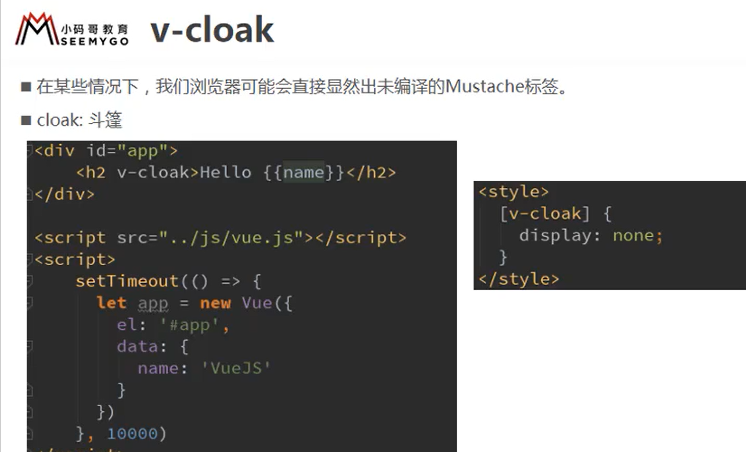 小码哥教育
SEEMYGO
v-cloak
■ 在某些情况下，我们浏览器可能会直接显然出未编译的Mustache标签。
■ cloak: 斗篷
<div id="app">
    <h2 v-cloak>Hello {{name}}</h2>
</div>
<script src="../js/vue.js"></script>
<script>
    setTimeout(() => {
      let app = new Vue({
        el: '#app',
        data: {
          name: 'VueJS'
        }
      })
    }, 10000)
<style>
  [v-cloak] {
    display: none;
  }
</style>